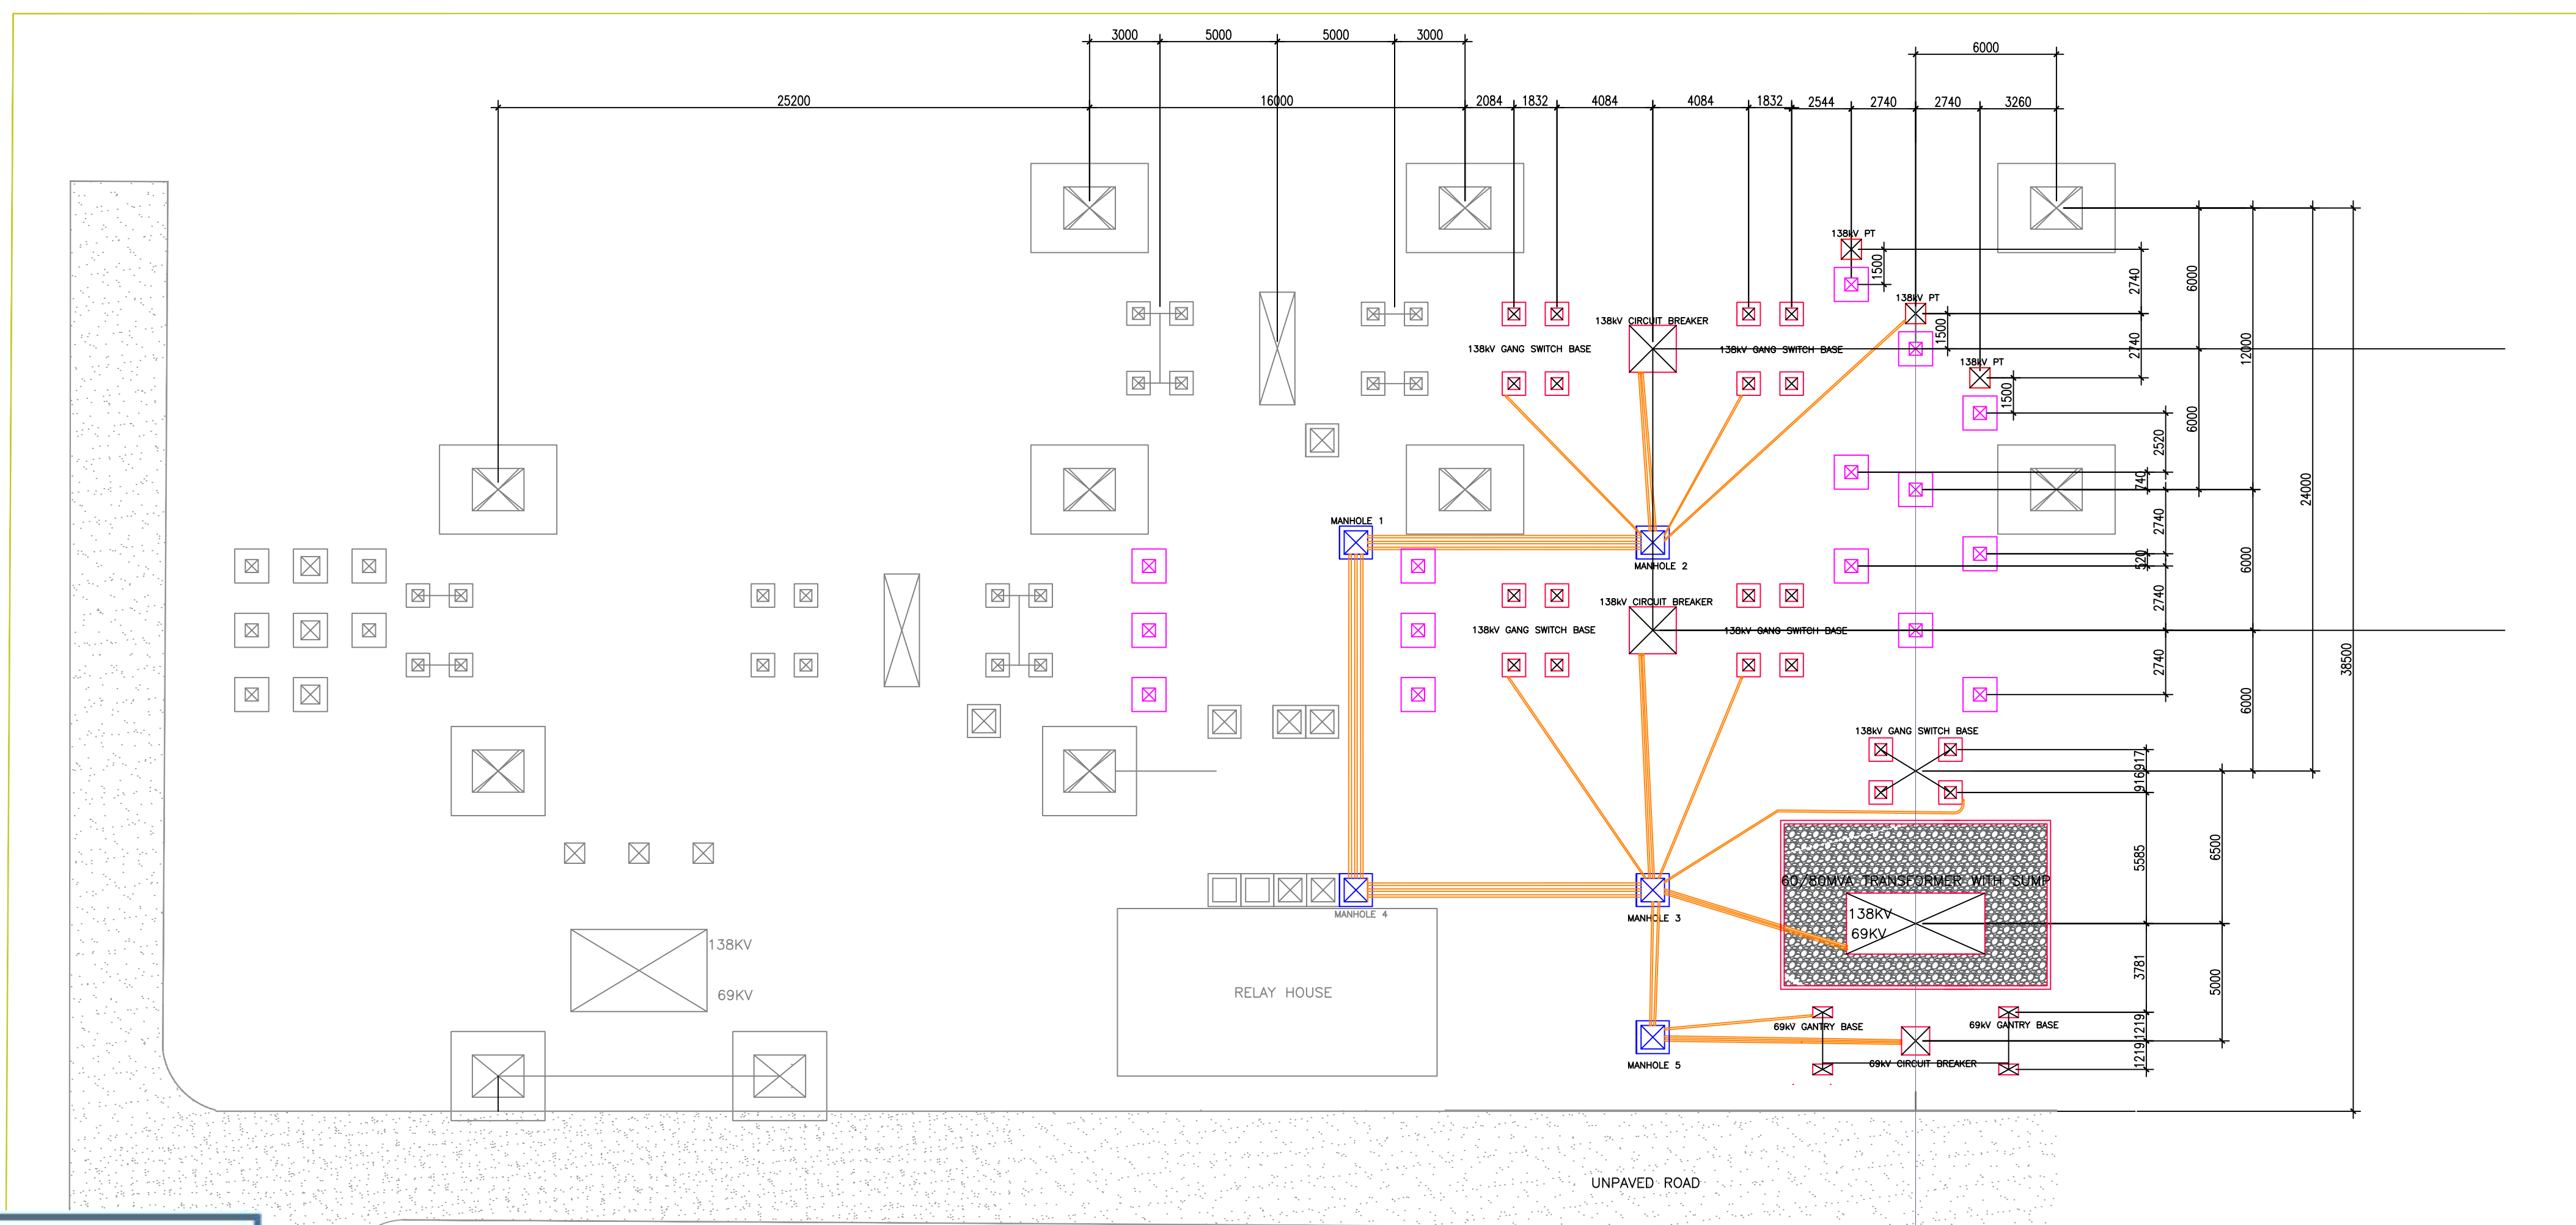 3000
5000
5000
3000
6000
25200
16000
2084
1832
4084
4084
1832
2544
2740
2740
3260
138kV PT
1500
2740
6000
138kV PT
138kV CIRCUIT BREAKER
1500
2740
12000
138kV GANG SWITCH BASE
138kV GANG SWITCH BASE
138kV PT
1500
6000
2520
740
24000
MANHOLE 1
2740
MANHOLE 2
520
6000
2740
138kV CIRCUIT BREAKER
138kV GANG SWITCH BASE
138kV GANG SWITCH BASE
2740
38500
6000
138kV GANG SWITCH BASE
917
916
5585
6500
60/80MVA TRANSFORMER WITH SUMP
MANHOLE 4
MANHOLE 3
138KV
69KV
138KV
69KV
3781
5000
RELAY HOUSE
69kV GANTRY BASE
69kV GANTRY BASE
1219
1219
MANHOLE 5
69kV CIRCUIT BREAKER
UNPAVED ROAD